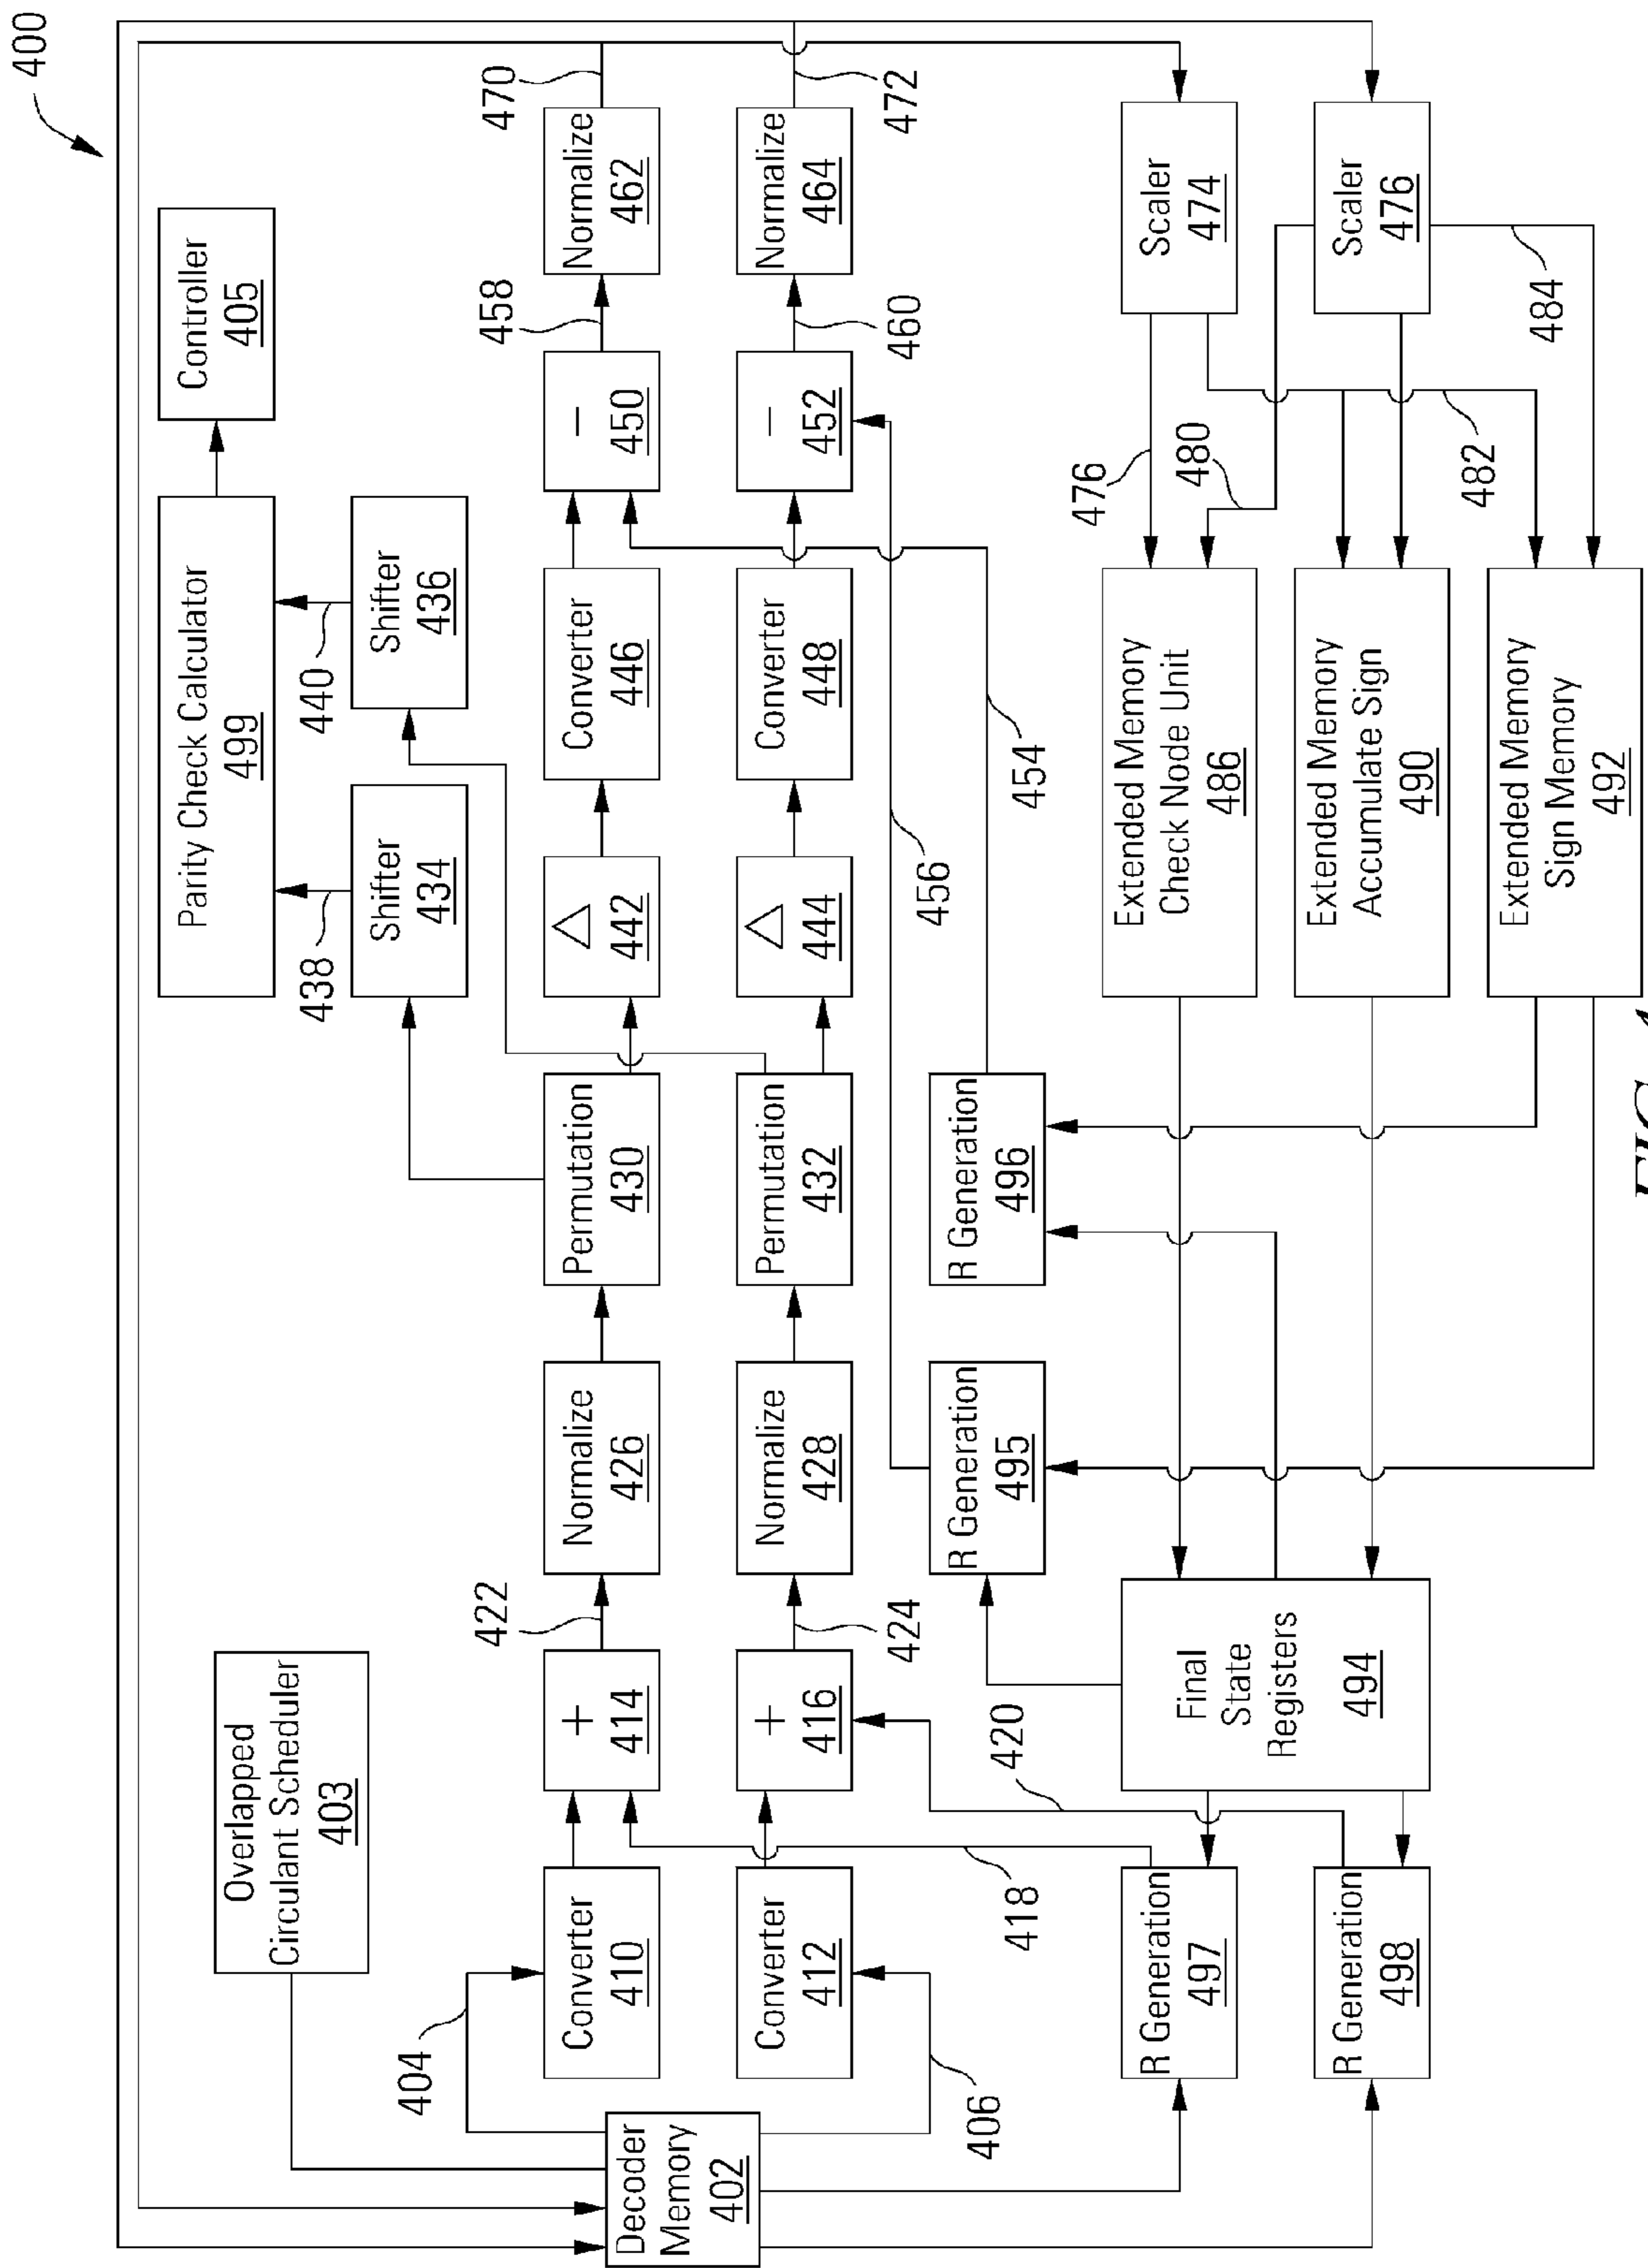 400
Overlapped
Circulant Scheduler
403
Parity Check Calculator
499
Controller
405
438
440
Shifter
434
Shifter
436
404
Converter
410
+
414
422
Normalize
426
Permutation
430
△
442
Converter
446
−
450
458
Normalize
462
470
Decoder
Memory
402
Converter
412
+
416
424
Normalize
428
Permutation
432
△
444
Converter
448
−
452
460
Normalize
464
472
406
418
420
R Generation
495
R Generation
496
456
454
R Generation
497
R Generation
498
Final
State
Registers
494
Extended Memory
Check Node Unit
486
Extended Memory
Accumulate Sign
490
Extended Memory
Sign Memory
492
476
480
482
484
Scaler
474
Scaler
476